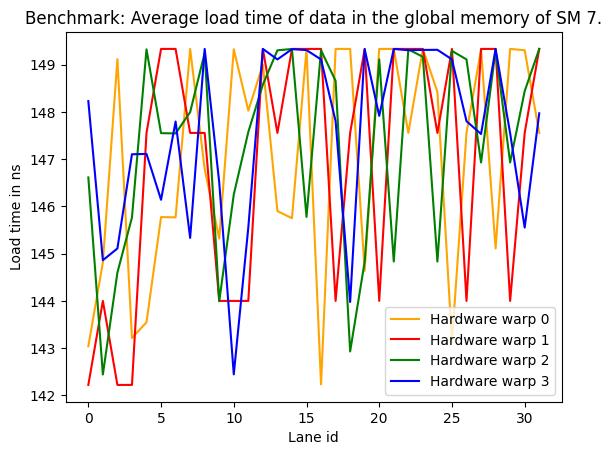 Benchmark: Average load time of data in the global memory of SM 7.
Load time in ns
149
148
147
146
145
144
143
142
Hardware warp 0
Hardware warp 1
Hardware warp 2
Hardware warp 3
0 5 10 15 20 25 30
Lane id